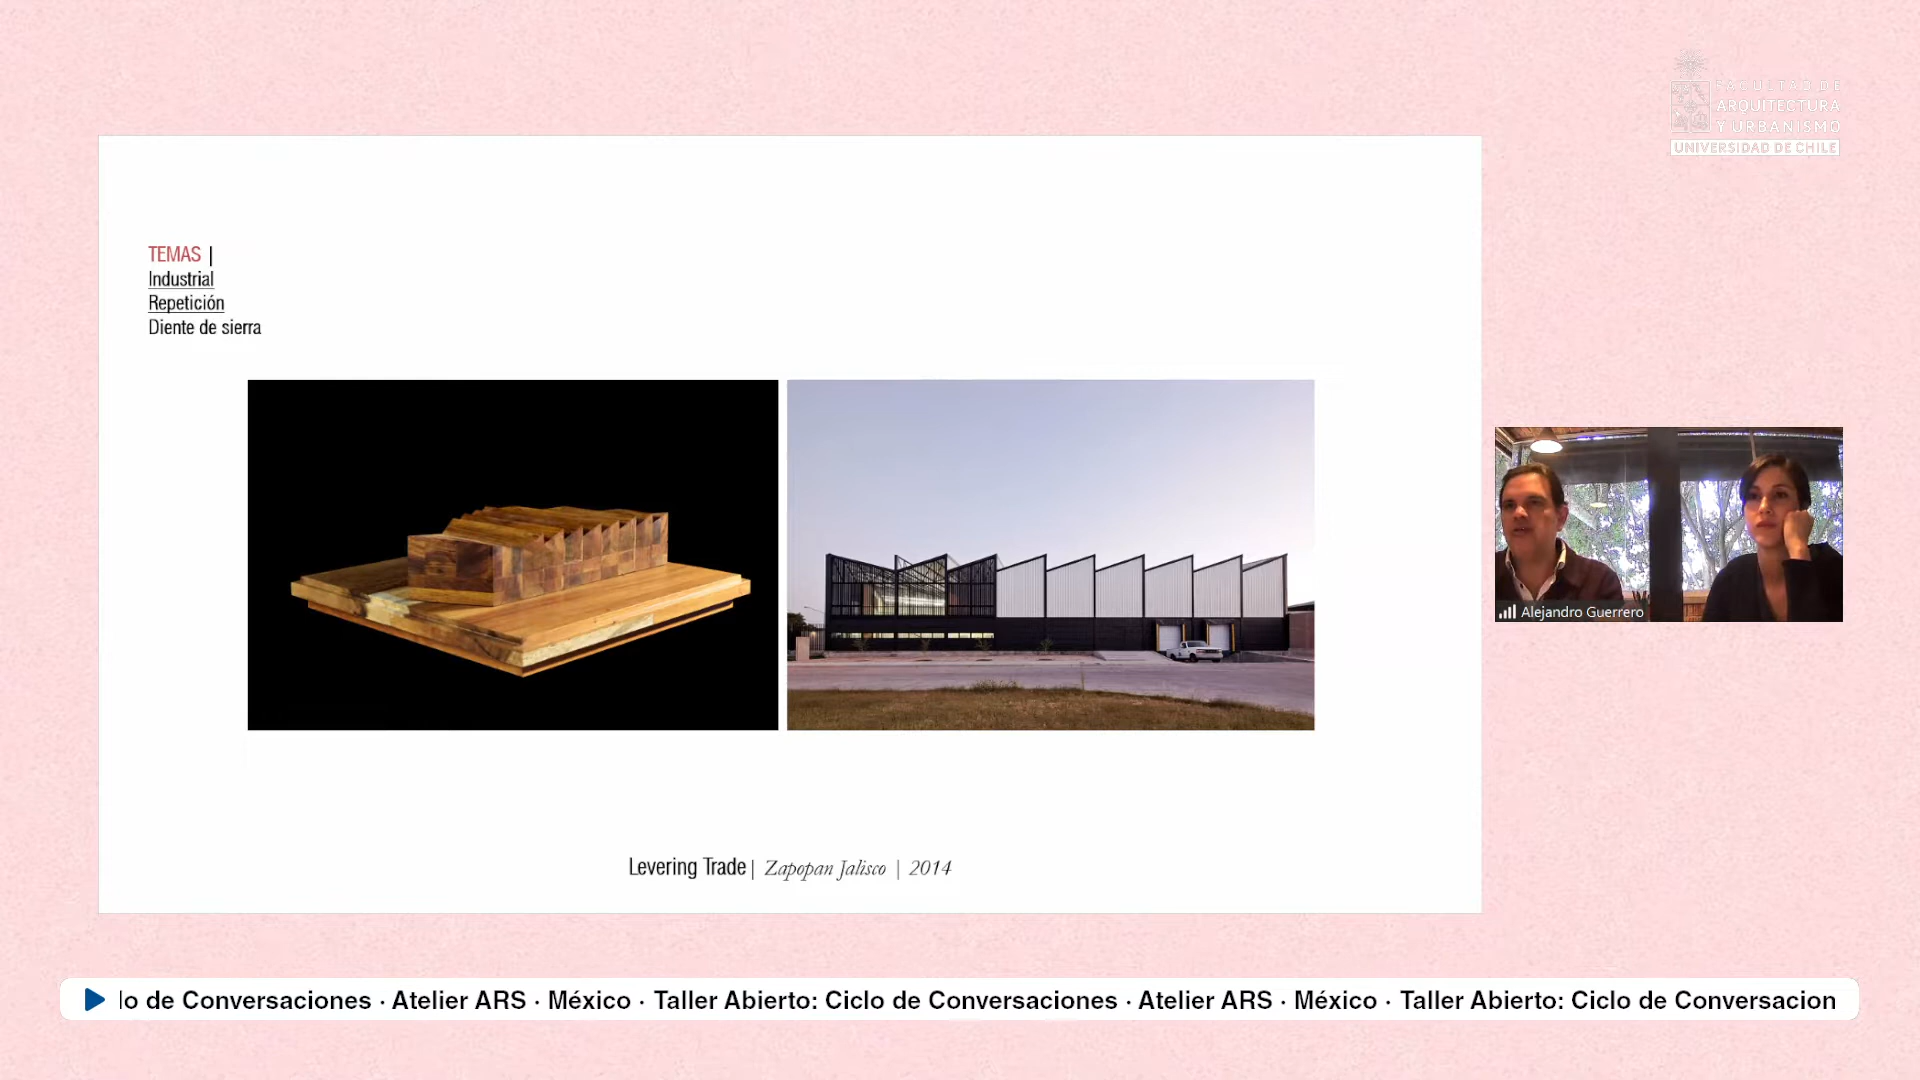 FACULTAD DE
ARQUITECTURA
Y URBANISMO
UNIVERSIDAD DE CHILE
TEMAS |
Industrial
Repetición
Diente de sierra
Alejandro Guerrero
Levering Trade | Zapopan Jalisco | 2014
lo de Conversaciones · Atelier ARS · México · Taller Abierto: Ciclo de Conversaciones · Atelier ARS · México · Taller Abierto: Ciclo de Conversacion